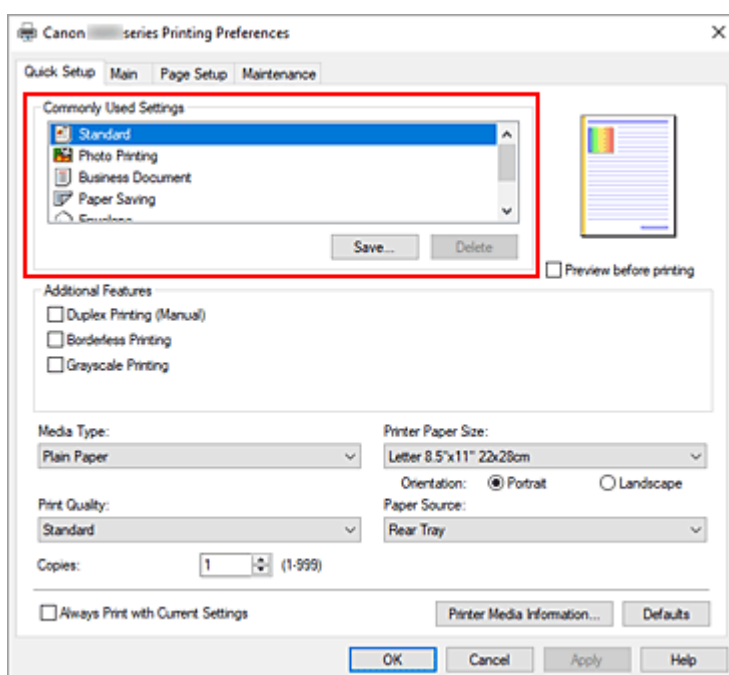 Canon series Printing Preferences
Quick Setup Main Page Setup Maintenance
Commonly Used Settings
Standard
Photo Printing
Business Document
Paper Saving
Envelope
Save... Delete
Preview before printing
Additional Features
Duplex Printing (Manual)
Borderless Printing
Grayscale Printing
Media Type: Printer Paper Size:
Plain Paper Letter 8.5"x11" 22x28cm
Orientation: Portrait Landscape
Print Quality: Paper Source:
Standard Rear Tray
Copies: 1 (1-999)
Always Print with Current Settings Printer Media Information... Defaults
OK Cancel Apply Help